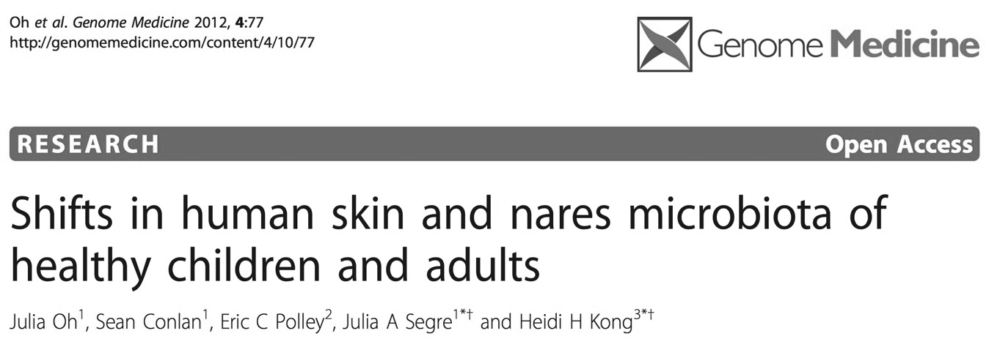 Oh et al. Genome Medicine 2012, 4:77
http://genomemedicine.com/content/4/10/77
Genome Medicine
RESEARCH
Open Access
Shifts in human skin and nares microbiota of
healthy children and adults
Julia Oh1, Sean Conlan1, Eric C Polley2, Julia A Segre1*† and Heidi H Kong3*†